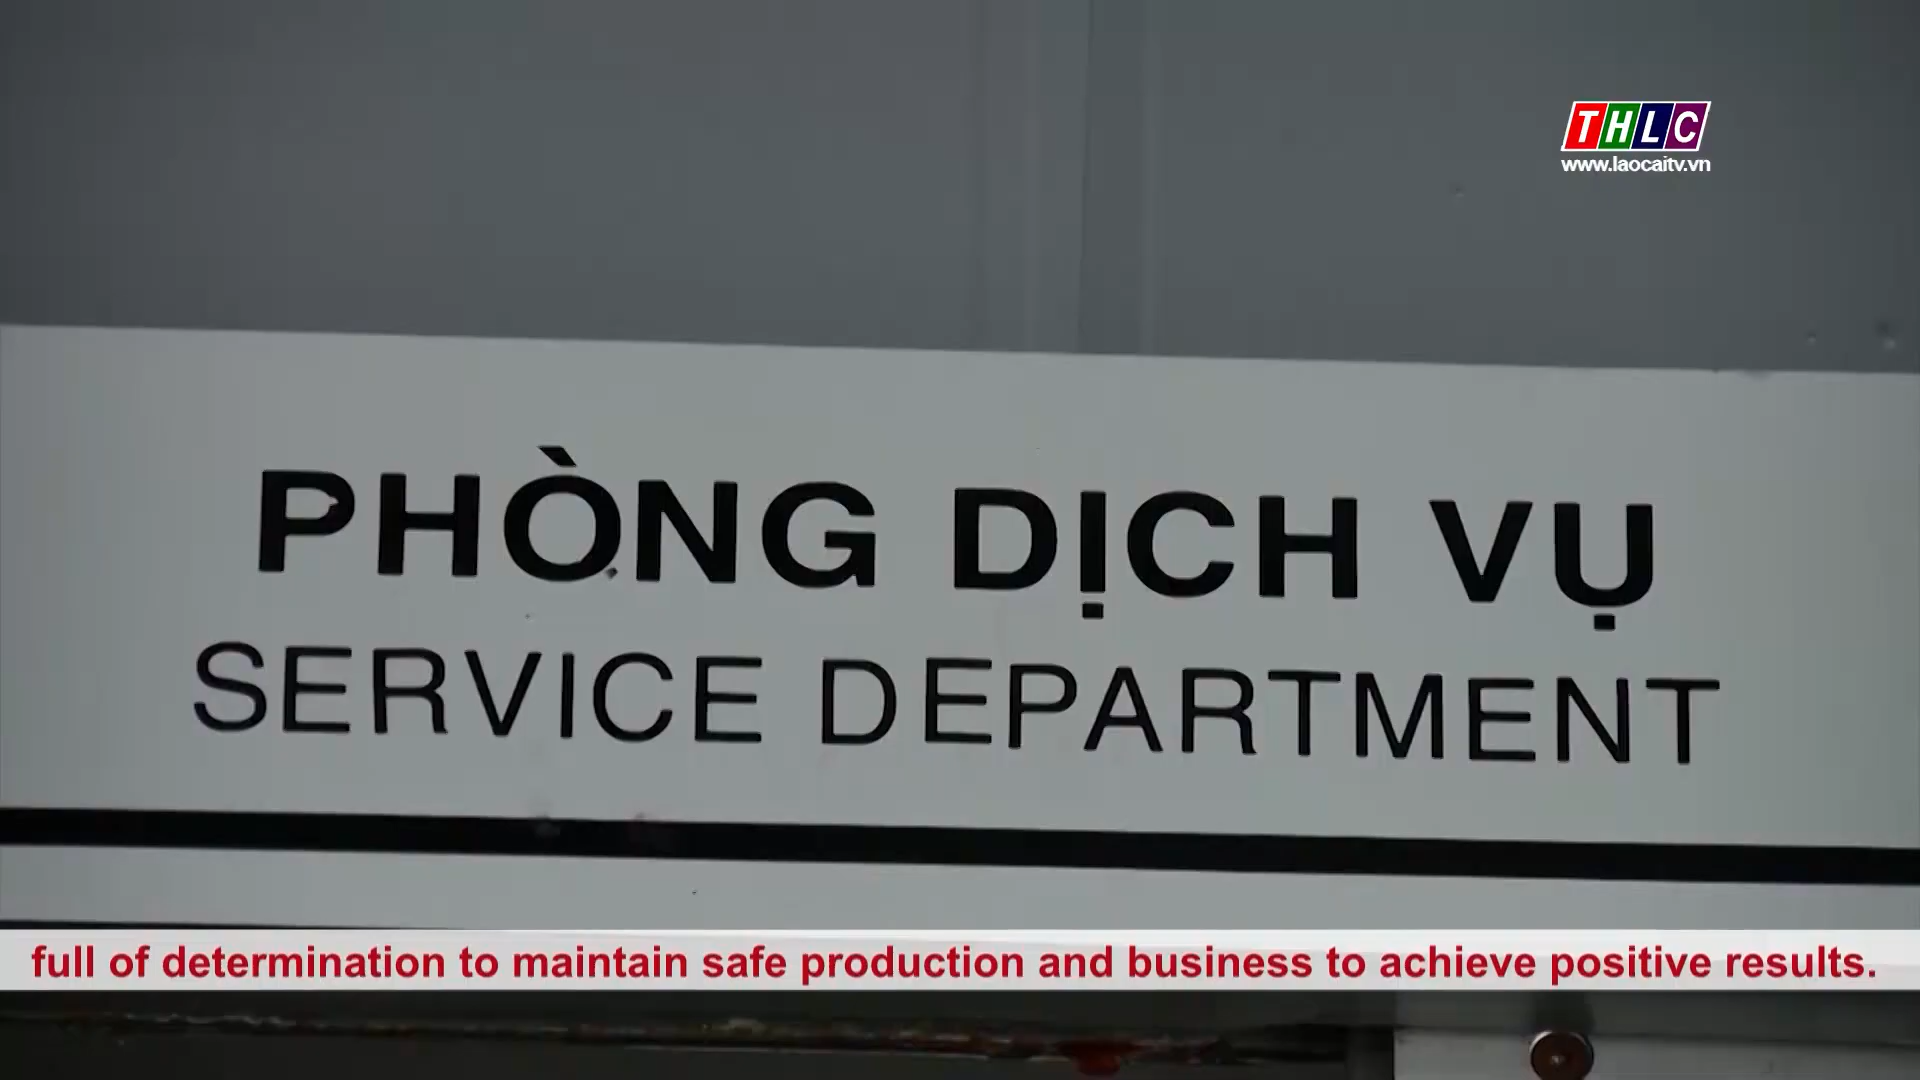 THLC
www.laocaitv.vn
PHÒNG DỊCH VỤ
SERVICE DEPARTMENT
full of determination to maintain safe production and business to achieve positive results.